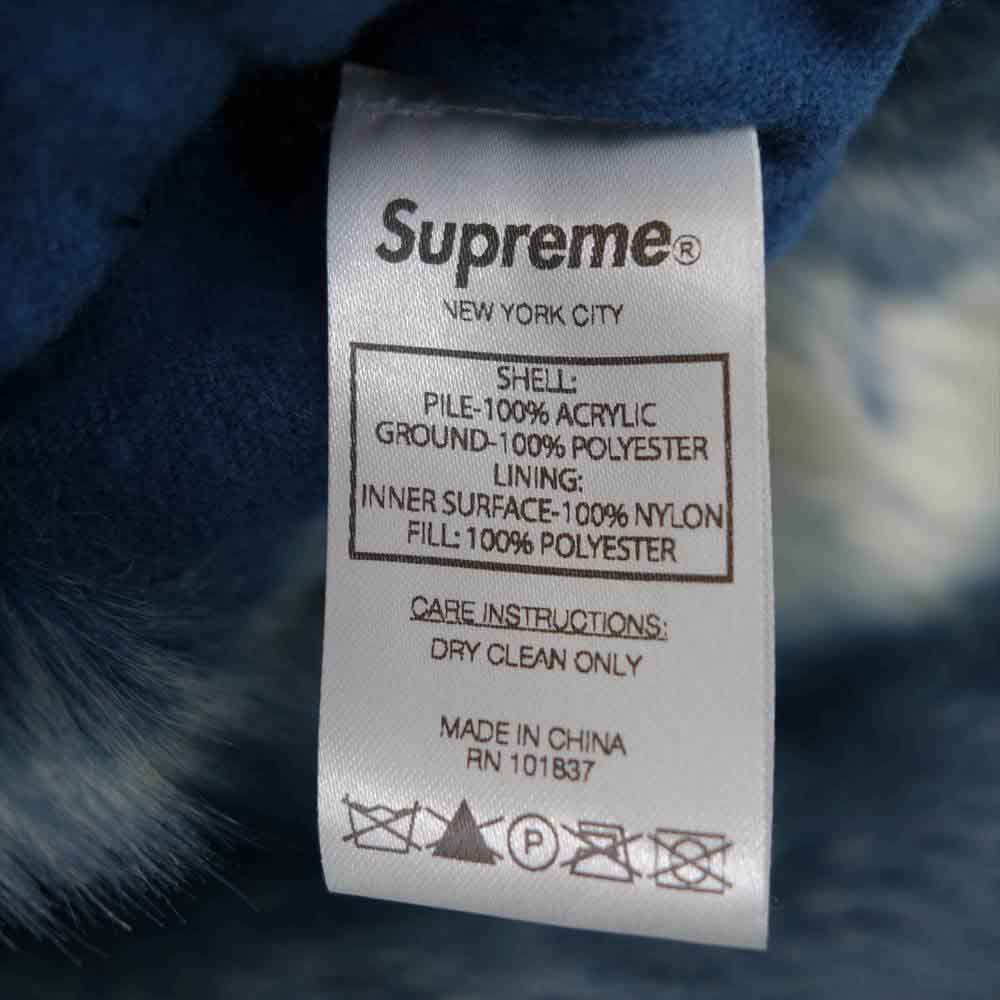 Supreme®
NEW YORK CITY
SHELL:
PILE-100% ACRYLIC
GROUND-100% POLYESTER
LINING:
INNER SURFACE-100% NYLON
FILL: 100% POLYESTER
CARE INSTRUCTIONS:
DRY CLEAN ONLY
MADE IN CHINA
RN 101837
P